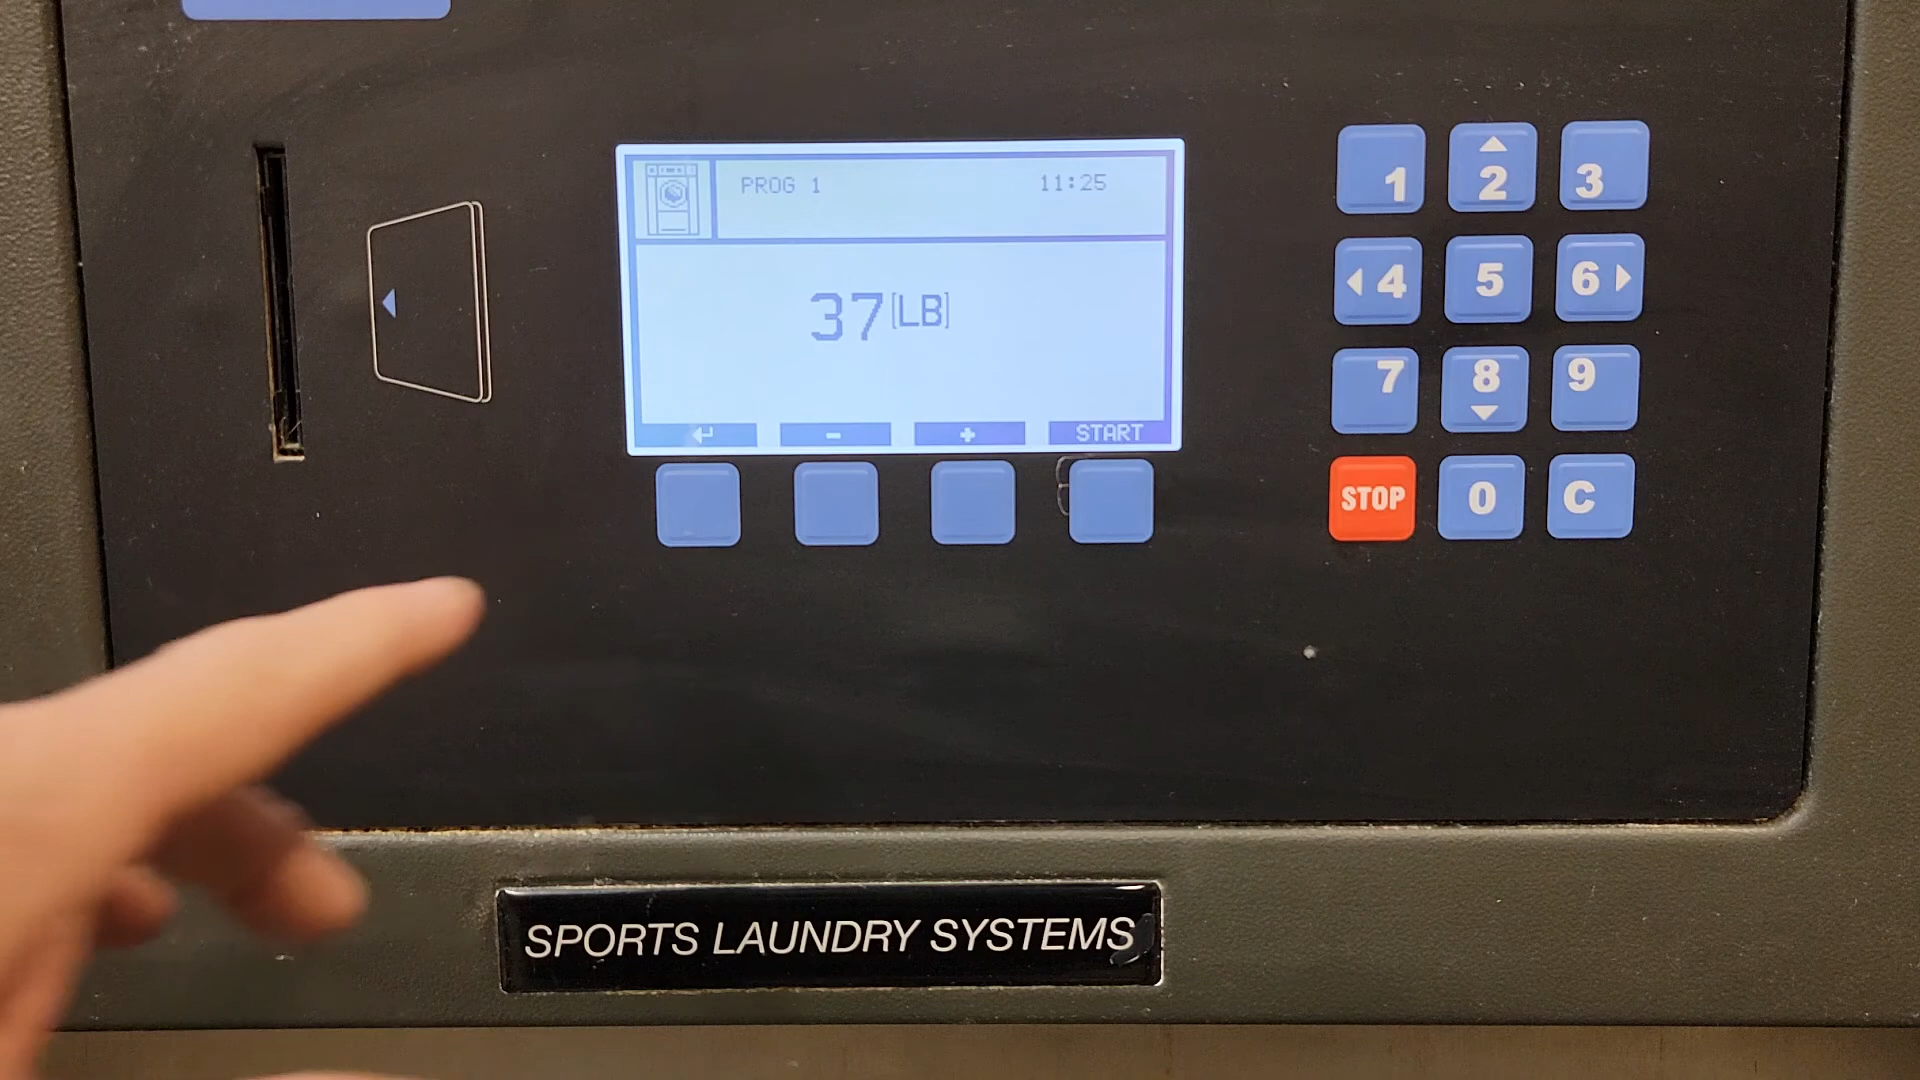 PROG 1 11:25
37[LB]
- + START
1 2 3
4 5 6
7 8 9
STOP 0 C
SPORTS LAUNDRY SYSTEMS